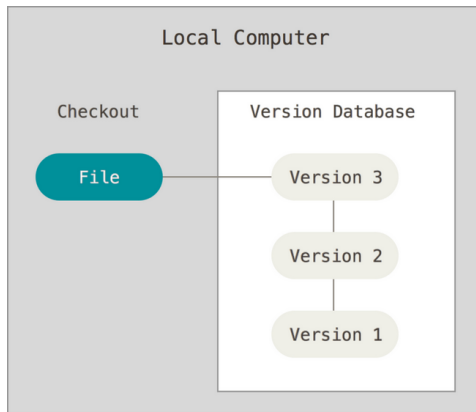 Local Computer
Checkout
Version Database
File
Version 3
Version 2
Version 1